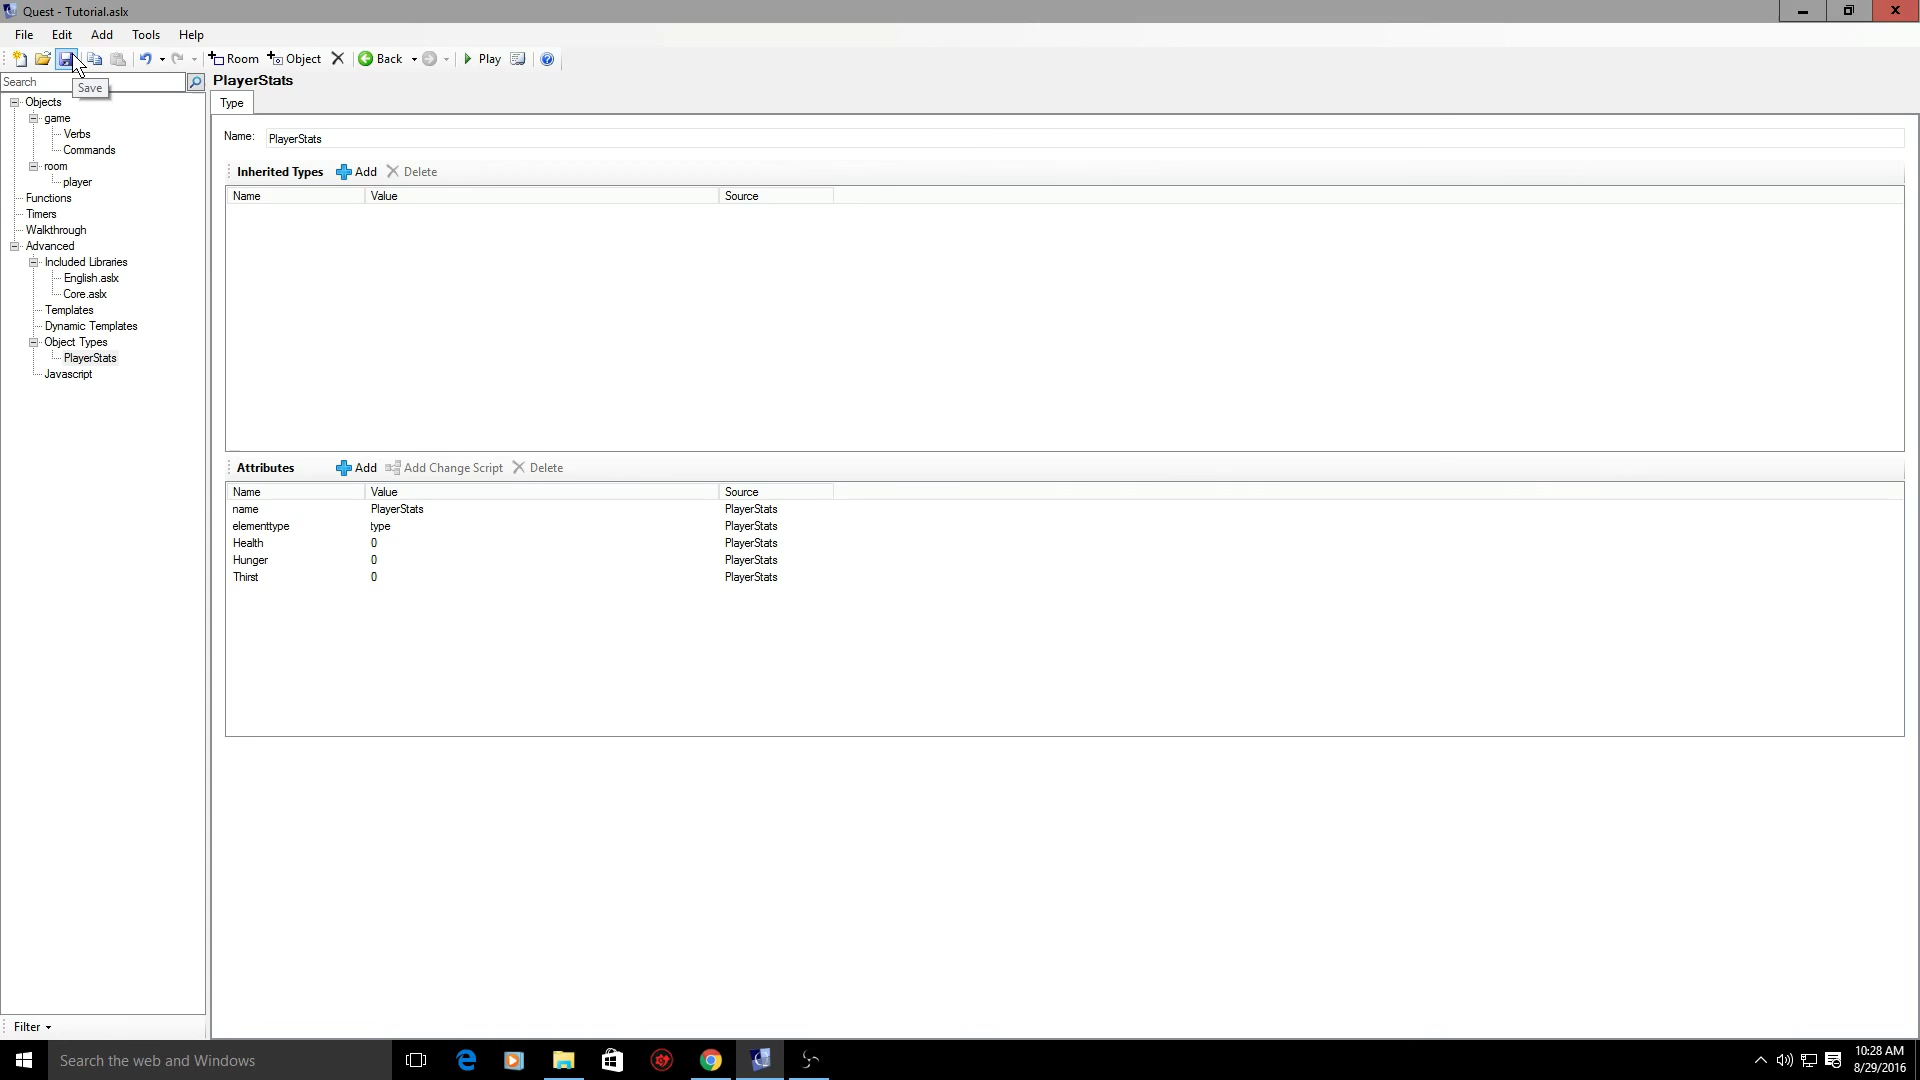 Quest - Tutorial.aslx
File Edit Add Tools Help
Room Object Back Play
Search
Save
PlayerStats
Type
Objects
game
Verbs
Commands
room
player
Functions
Timers
Walkthrough
Advanced
Included Libraries
English.aslx
Core.aslx
Templates
Dynamic Templates
Object Types
PlayerStats
Javascript
Filter
Name: PlayerStats
Inherited Types Add Delete
Name Value Source
Attributes Add Add Change Script Delete
Name Value Source
name PlayerStats PlayerStats
elementtype type PlayerStats
Health 0 PlayerStats
Hunger 0 PlayerStats
Thirst 0 PlayerStats
Search the web and Windows
10:28 AM
8/29/2016